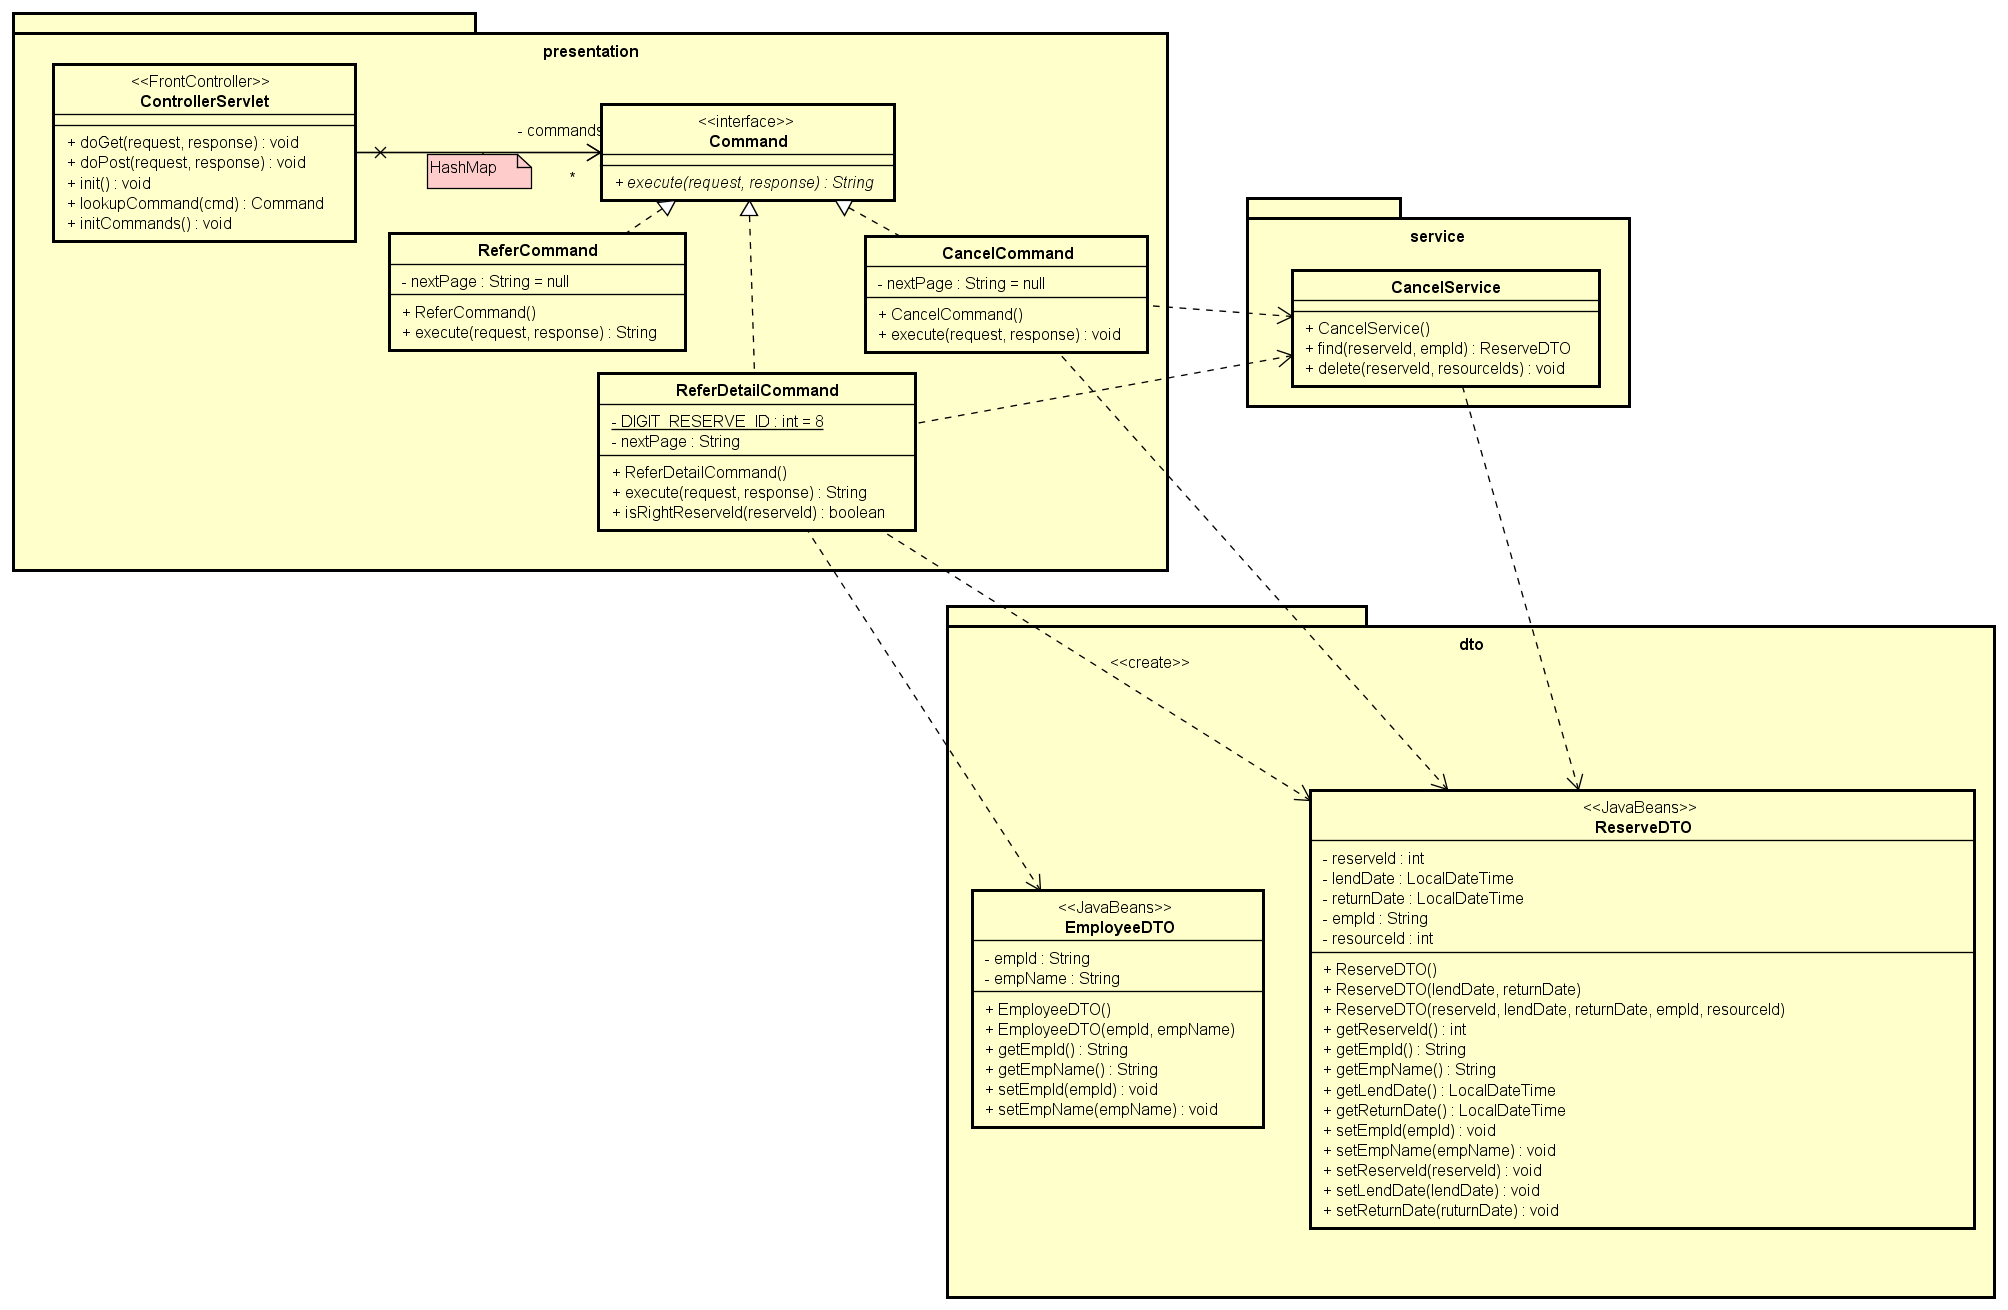 presentation
<<FrontController>>
ControllerServlet
+ doGet(request, response) : void
+ doPost(request, response) : void
+ init() : void
+ lookupCommand(cmd) : Command
+ initCommands() : void
- commands
HashMap
*
<<interface>>
Command
+ execute(request, response) : String
ReferCommand
- nextPage : String = null
+ ReferCommand()
+ execute(request, response) : String
CancelCommand
- nextPage : String = null
+ CancelCommand()
+ execute(request, response) : void
ReferDetailCommand
- DIGIT_RESERVE_ID : int = 8
- nextPage : String
+ ReferDetailCommand()
+ execute(request, response) : String
+ isRightReserveId(reserveId) : boolean
service
CancelService
+ CancelService()
+ find(reserveId, empId) : ReserveDTO
+ delete(reserveId, resourceIds) : void
dto
<<create>>
<<JavaBeans>>
EmployeeDTO
- empId : String
- empName : String
+ EmployeeDTO()
+ EmployeeDTO(empId, empName)
+ getEmpId() : String
+ getEmpName() : String
+ setEmpId(empId) : void
+ setEmpName(empName) : void
<<JavaBeans>>
ReserveDTO
- reserveId : int
- lendDate : LocalDateTime
- returnDate : LocalDateTime
- empId : String
- resourceId : int
+ ReserveDTO()
+ ReserveDTO(lendDate, returnDate)
+ ReserveDTO(reserveId, lendDate, returnDate, empId, resourceId)
+ getReserveId() : int
+ getEmpId() : String
+ getEmpName() : String
+ getLendDate() : LocalDateTime
+ getReturnDate() : LocalDateTime
+ setEmpId(empId) : void
+ setEmpName(empName) : void
+ setReserveId(reserveId) : void
+ setLendDate(lendDate) : void
+ setReturnDate(ruturnDate) : void